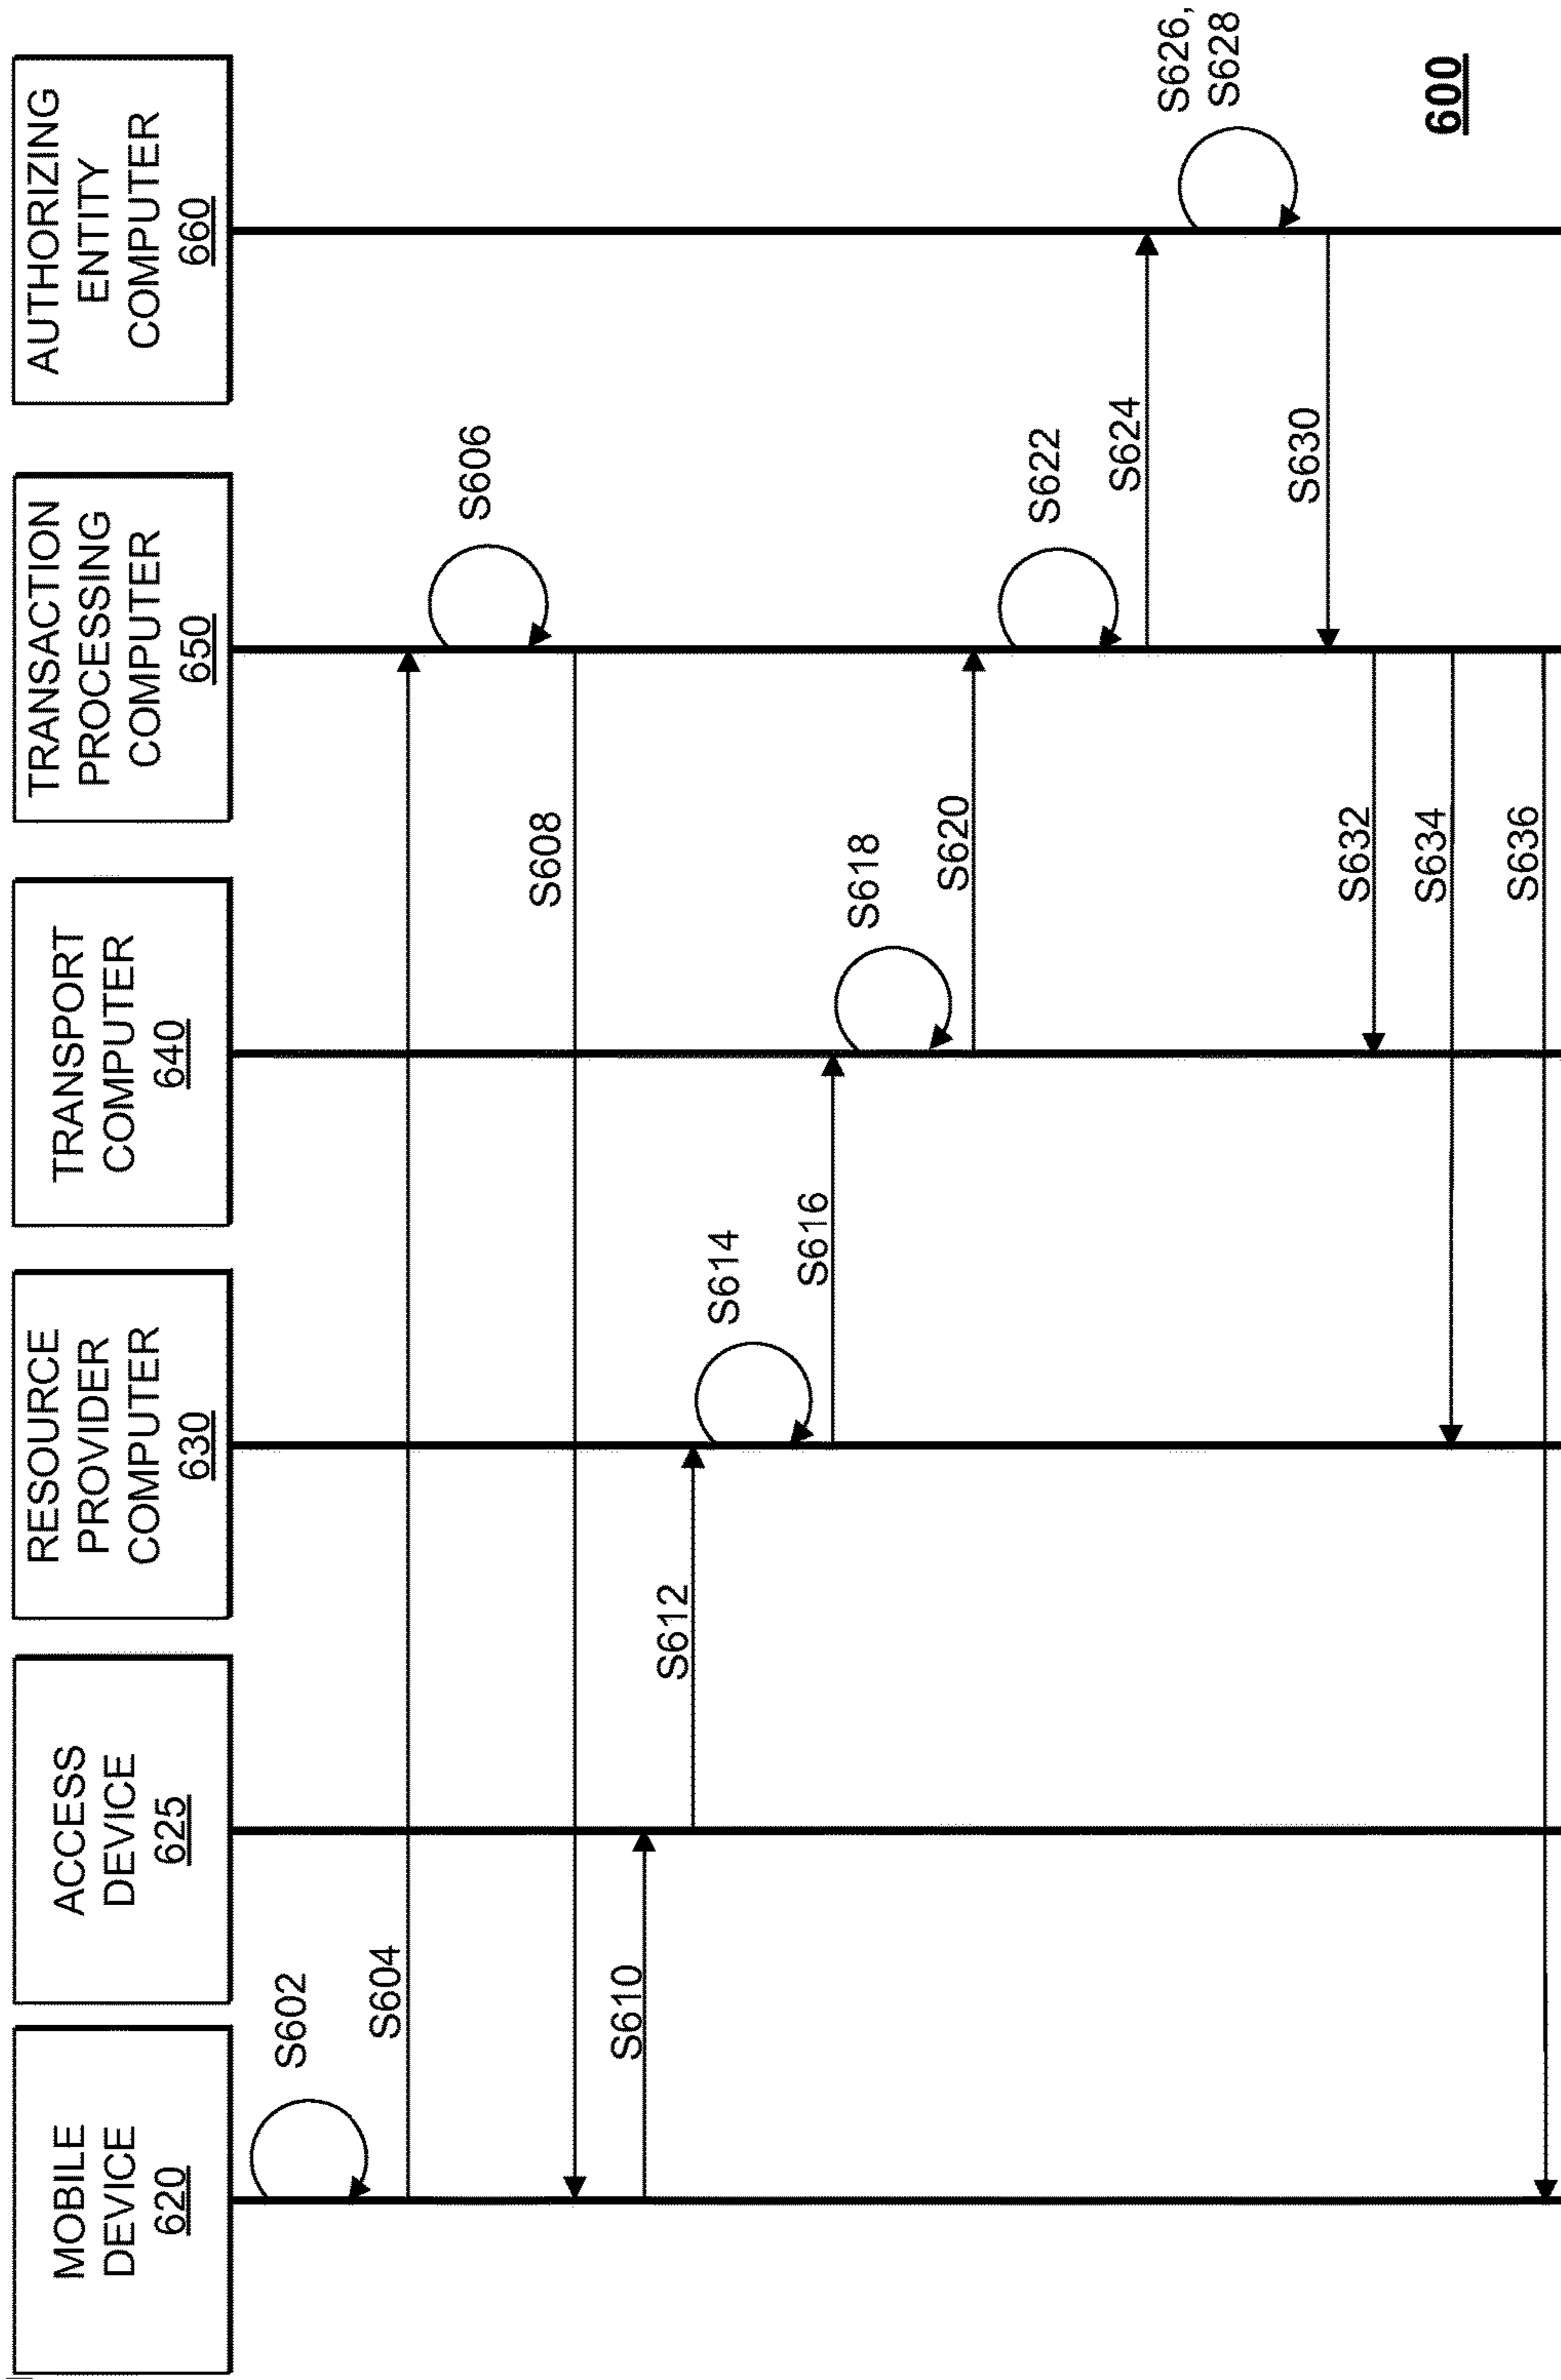 MOBILE
DEVICE
620
ACCESS
DEVICE
625
RESOURCE
PROVIDER
COMPUTER
630
TRANSPORT
COMPUTER
640
TRANSACTION
PROCESSING
COMPUTER
650
AUTHORIZING
ENTITY
COMPUTER
660
S602
S604
S606
S608
S610
S612
S614
S616
S618
S620
S622
S624
S626,
S628
S630
S632
S634
S636
600